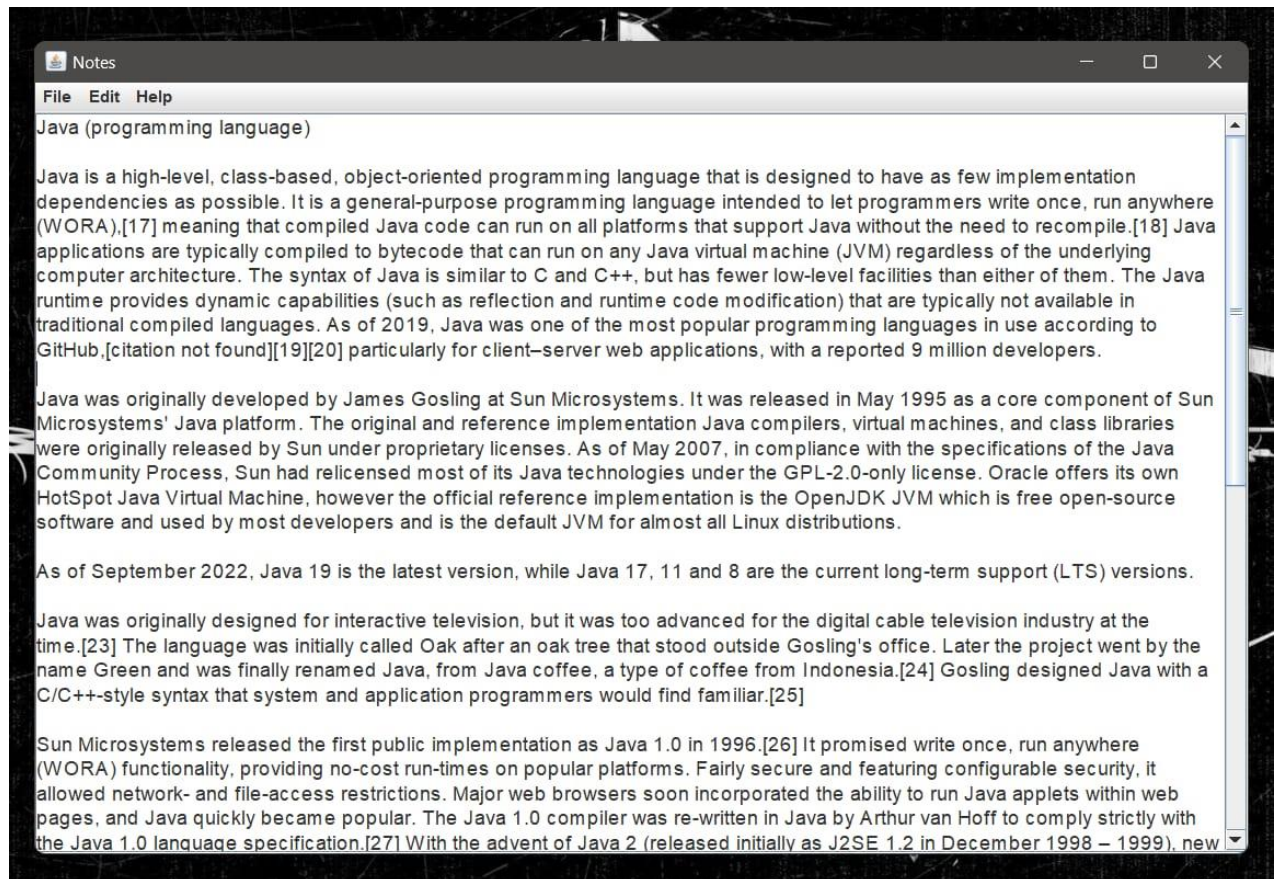 Notes
File Edit Help
Java (programming language)
Java is a high-level, class-based, object-oriented programming language that is designed to have as few implementation
dependencies as possible. It is a general-purpose programming language intended to let programmers write once, run anywhere
(WORA),[17] meaning that compiled Java code can run on all platforms that support Java without the need to recompile.[18] Java
applications are typically compiled to bytecode that can run on any Java virtual machine (JVM) regardless of the underlying
computer architecture. The syntax of Java is similar to C and C++, but has fewer low-level facilities than either of them. The Java
runtime provides dynamic capabilities (such as reflection and runtime code modification) that are typically not available in
traditional compiled languages. As of 2019, Java was one of the most popular programming languages in use according to
GitHub,[citation not found][19][20] particularly for client–server web applications, with a reported 9 million developers.
Java was originally developed by James Gosling at Sun Microsystems. It was released in May 1995 as a core component of Sun
Microsystems' Java platform. The original and reference implementation Java compilers, virtual machines, and class libraries
were originally released by Sun under proprietary licenses. As of May 2007, in compliance with the specifications of the Java
Community Process, Sun had relicensed most of its Java technologies under the GPL-2.0-only license. Oracle offers its own
HotSpot Java Virtual Machine, however the official reference implementation is the OpenJDK JVM which is free open-source
software and used by most developers and is the default JVM for almost all Linux distributions.
As of September 2022, Java 19 is the latest version, while Java 17, 11 and 8 are the current long-term support (LTS) versions.
Java was originally designed for interactive television, but it was too advanced for the digital cable television industry at the
time.[23] The language was initially called Oak after an oak tree that stood outside Gosling's office. Later the project went by the
name Green and was finally renamed Java, from Java coffee, a type of coffee from Indonesia.[24] Gosling designed Java with a
C/C++-style syntax that system and application programmers would find familiar.[25]
Sun Microsystems released the first public implementation as Java 1.0 in 1996.[26] It promised write once, run anywhere
(WORA) functionality, providing no-cost run-times on popular platforms. Fairly secure and featuring configurable security, it
allowed network- and file-access restrictions. Major web browsers soon incorporated the ability to run Java applets within web
pages, and Java quickly became popular. The Java 1.0 compiler was re-written in Java by Arthur van Hoff to comply strictly with
the Java 1.0 language specification.[27] With the advent of Java 2 (released initially as J2SE 1.2 in December 1998 – 1999), new